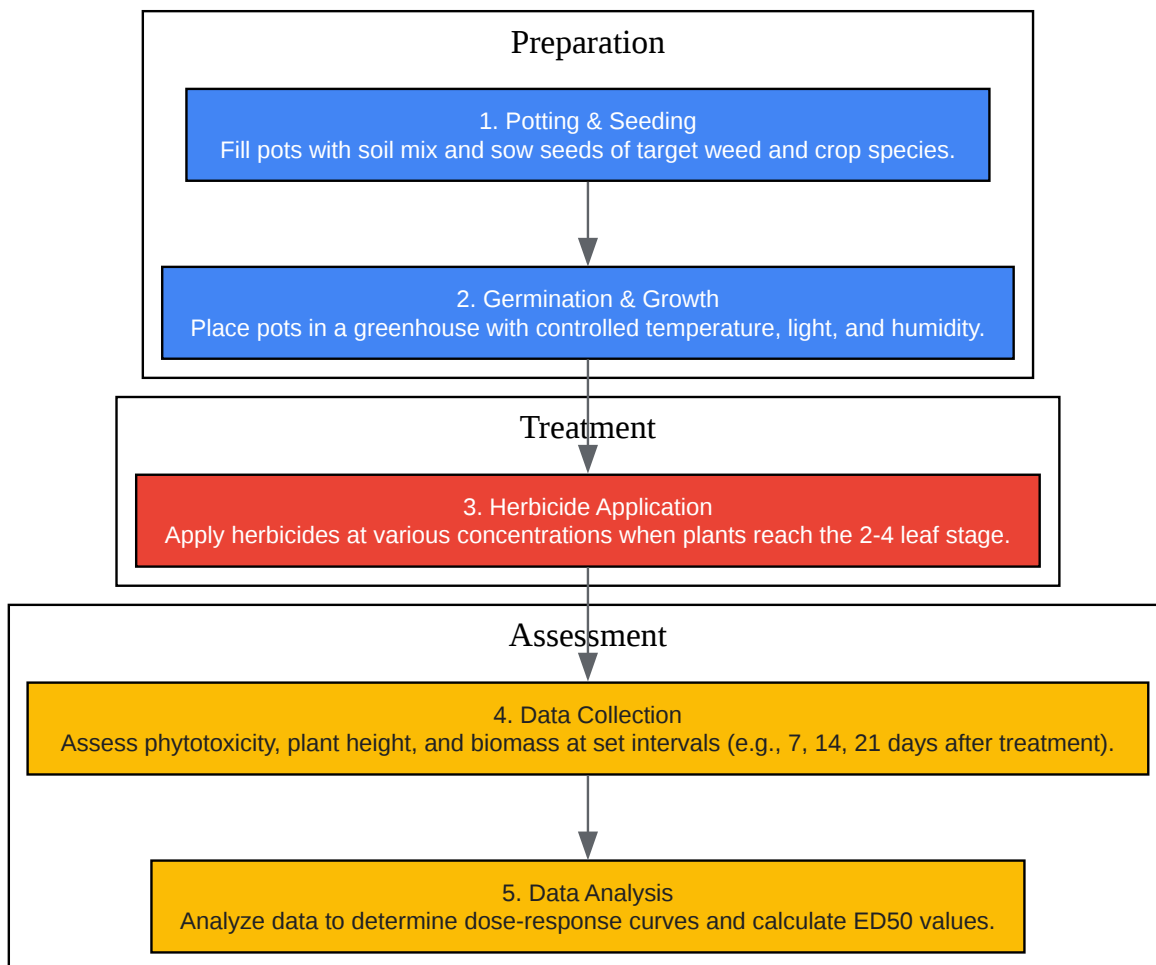 Preparation
1. Potting & Seeding
Fill pots with soil mix and sow seeds of target weed and crop species.
2. Germination & Growth
Place pots in a greenhouse with controlled temperature, light, and humidity.
Treatment
3. Herbicide Application
Apply herbicides at various concentrations when plants reach the 2-4 leaf stage.
Assessment
4. Data Collection
Assess phytotoxicity, plant height, and biomass at set intervals (e.g., 7, 14, 21 days after treatment).
5. Data Analysis
Analyze data to determine dose-response curves and calculate ED50 values.